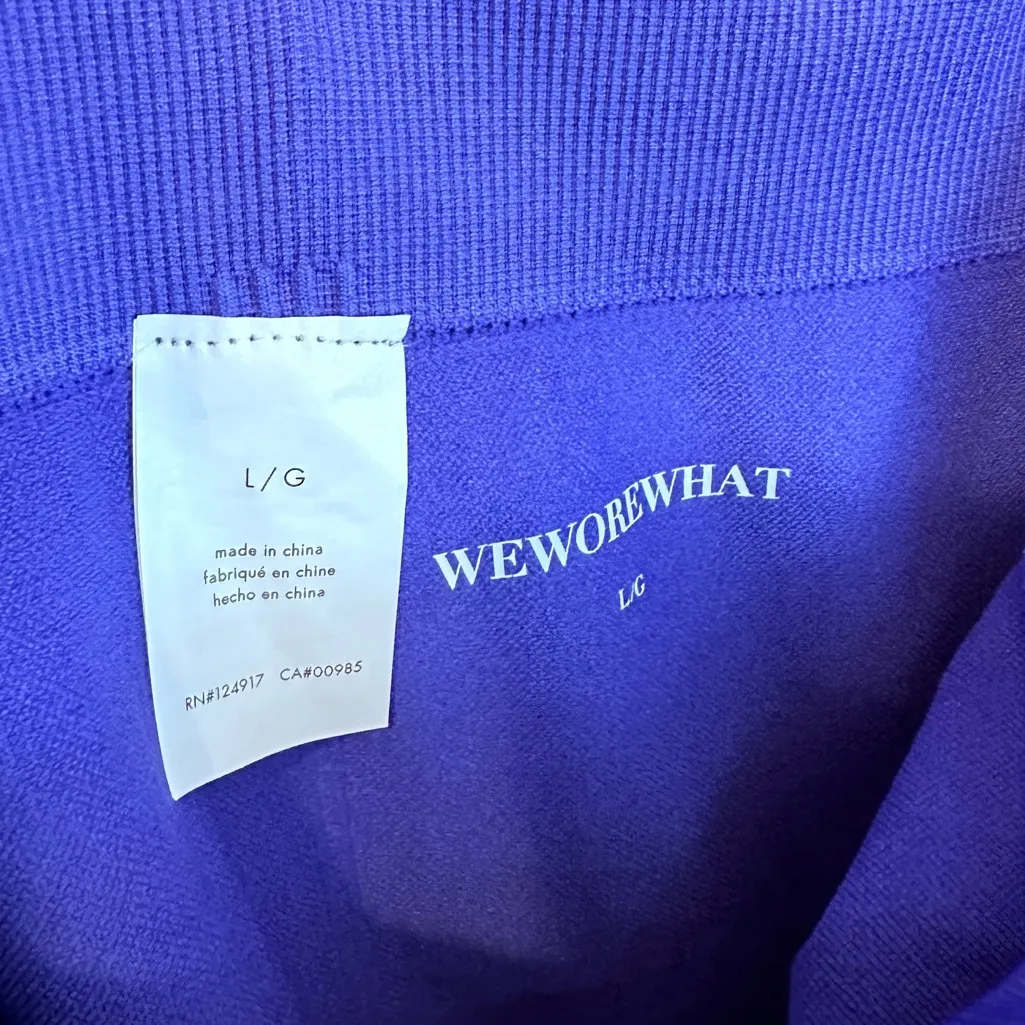 L/G
made in china
fabriqué en chine
hecho en china
RN#124917 CA#00985
WEWOREWHAT
L/G